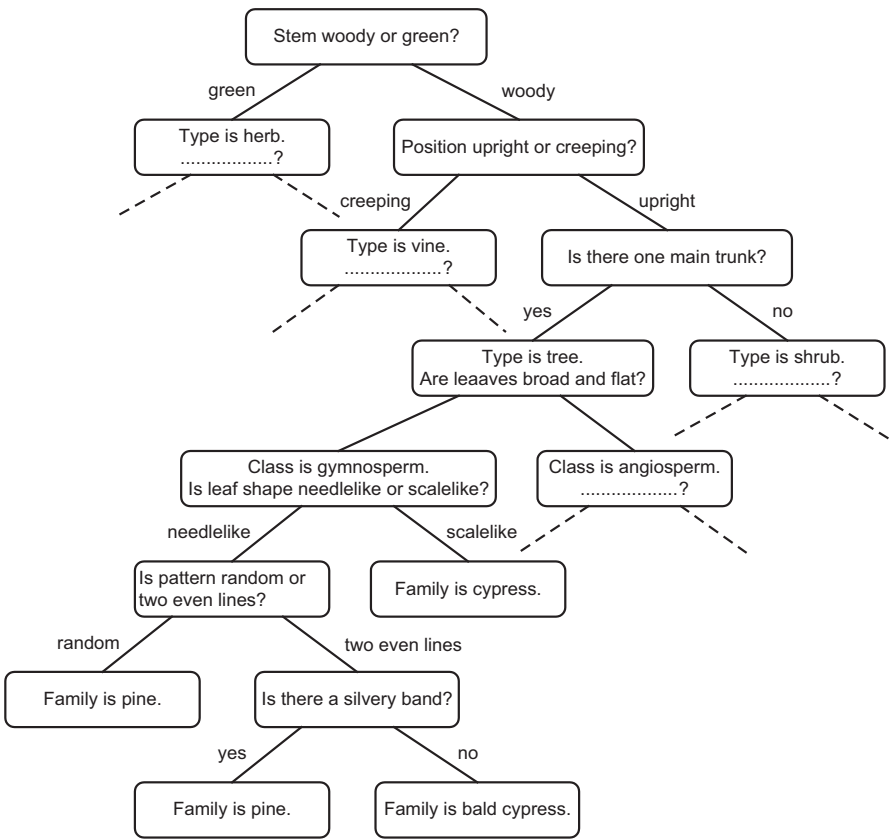 Stem woody or green?
green
woody
Type is herb.
..................?
Position upright or creeping?
creeping
upright
Type is vine.
...................?
Is there one main trunk?
yes
no
Type is tree.
Are leaaves broad and flat?
Type is shrub.
...................?
Class is gymnosperm.
Is leaf shape needlelike or scalelike?
Class is angiosperm.
...................?
needlelike
scalelike
Is pattern random or
two even lines?
Family is cypress.
random
two even lines
Family is pine.
Is there a silvery band?
yes
no
Family is pine.
Family is bald cypress.